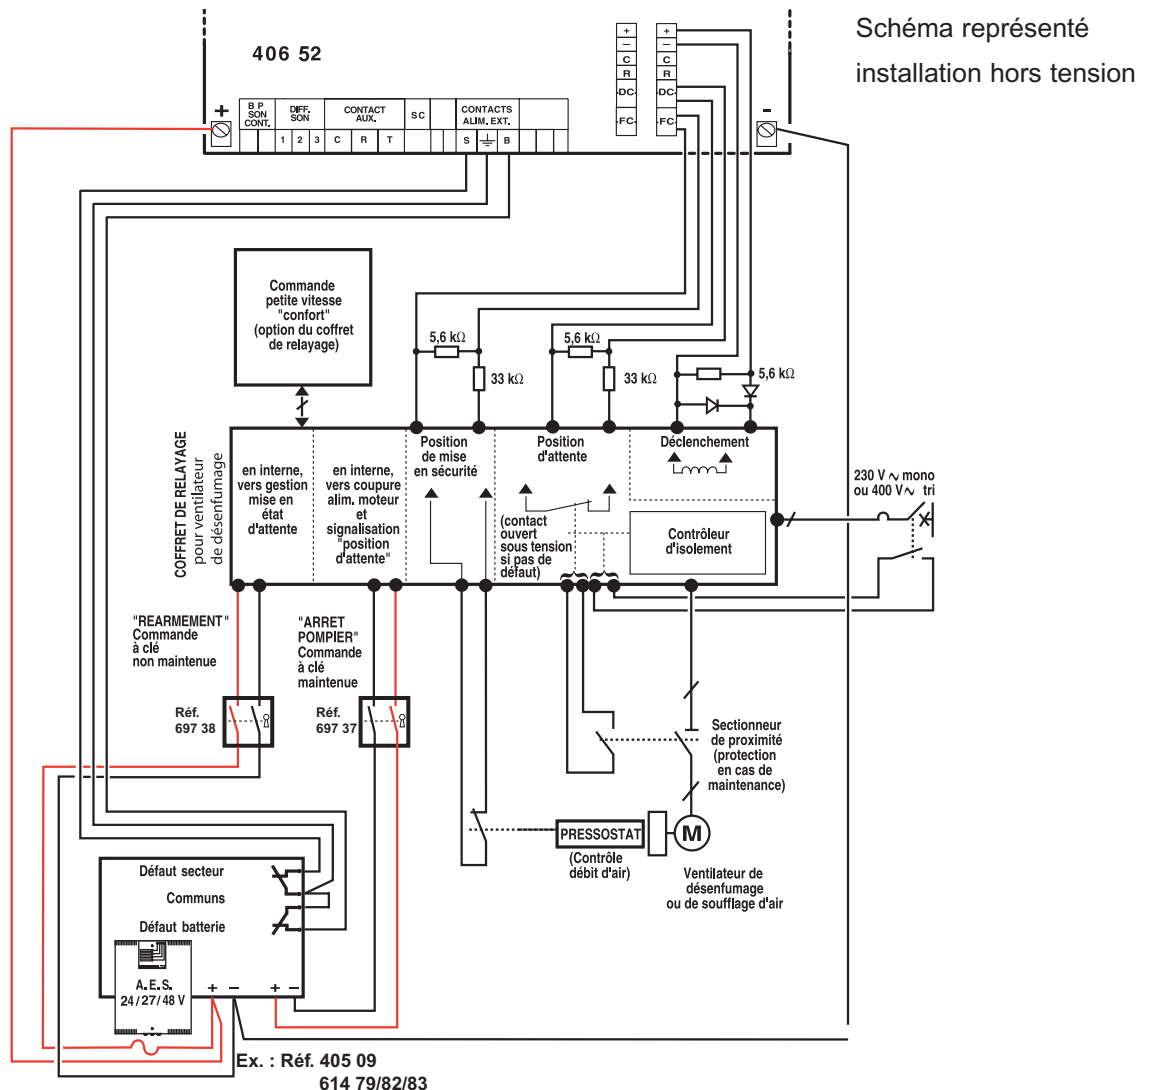 Schéma représenté
installation hors tension
406 52
+
-
B P
SON
CONT.
DIFF.
SON
CONTACT
AUX.
SC
CONTACTS
ALIM. EXT.
1 2 3 C R T S B
+ +
– –
C C
R R
DC DC
FC FC
Commande
petite vitesse
"confort"
(option du coffret
de relayage)
5,6 kΩ
33 kΩ
5,6 kΩ
33 kΩ
5,6 kΩ
COFFRET DE RELAYAGE
pour ventilateur
de désenfumage
en interne,
vers gestion
mise en
état
d'attente
en interne,
vers coupure
alim. moteur
et
signalisation
"position
d'attente"
Position
de mise
en sécurité
Position
d'attente
(contact
ouvert
sous tension
si pas de
défaut)
Déclenchement
Contrôleur
d'isolement
230 V ∿ mono
ou 400 V∿ tri
"REARMEMENT"
Commande
à clé
non maintenue
"ARRET
POMPIER"
Commande
à clé
maintenue
Réf.
697 38
Réf.
697 37
Sectionneur
de proximité
(protection
en cas de
maintenance)
PRESSOSTAT
(Contrôle
débit d'air)
M
Ventilateur de
désenfumage
ou de soufflage d'air
Défaut secteur
Communs
Défaut batterie
A.E.S.
24/27/48 V
+ – + –
Ex. : Réf. 405 09
614 79/82/83